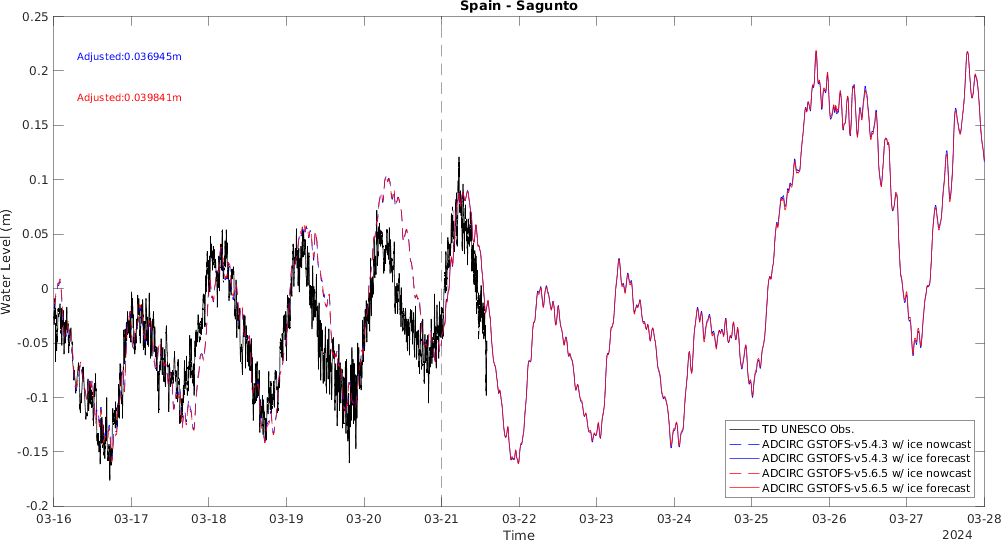 Spain - Sagunto
0.25
0.2
0.15
0.1
0.05
0
-0.05
-0.1
-0.15
-0.2
Water Level (m)
Adjusted:0.036945m
Adjusted:0.039841m
TD UNESCO Obs.
ADCIRC GSTOFS-v5.4.3 w/ ice nowcast
ADCIRC GSTOFS-v5.4.3 w/ ice forecast
ADCIRC GSTOFS-v5.6.5 w/ ice nowcast
ADCIRC GSTOFS-v5.6.5 w/ ice forecast
03-16 03-17 03-18 03-19 03-20 03-21 03-22 03-23 03-24 03-25 03-26 03-27 03-28
Time
2024